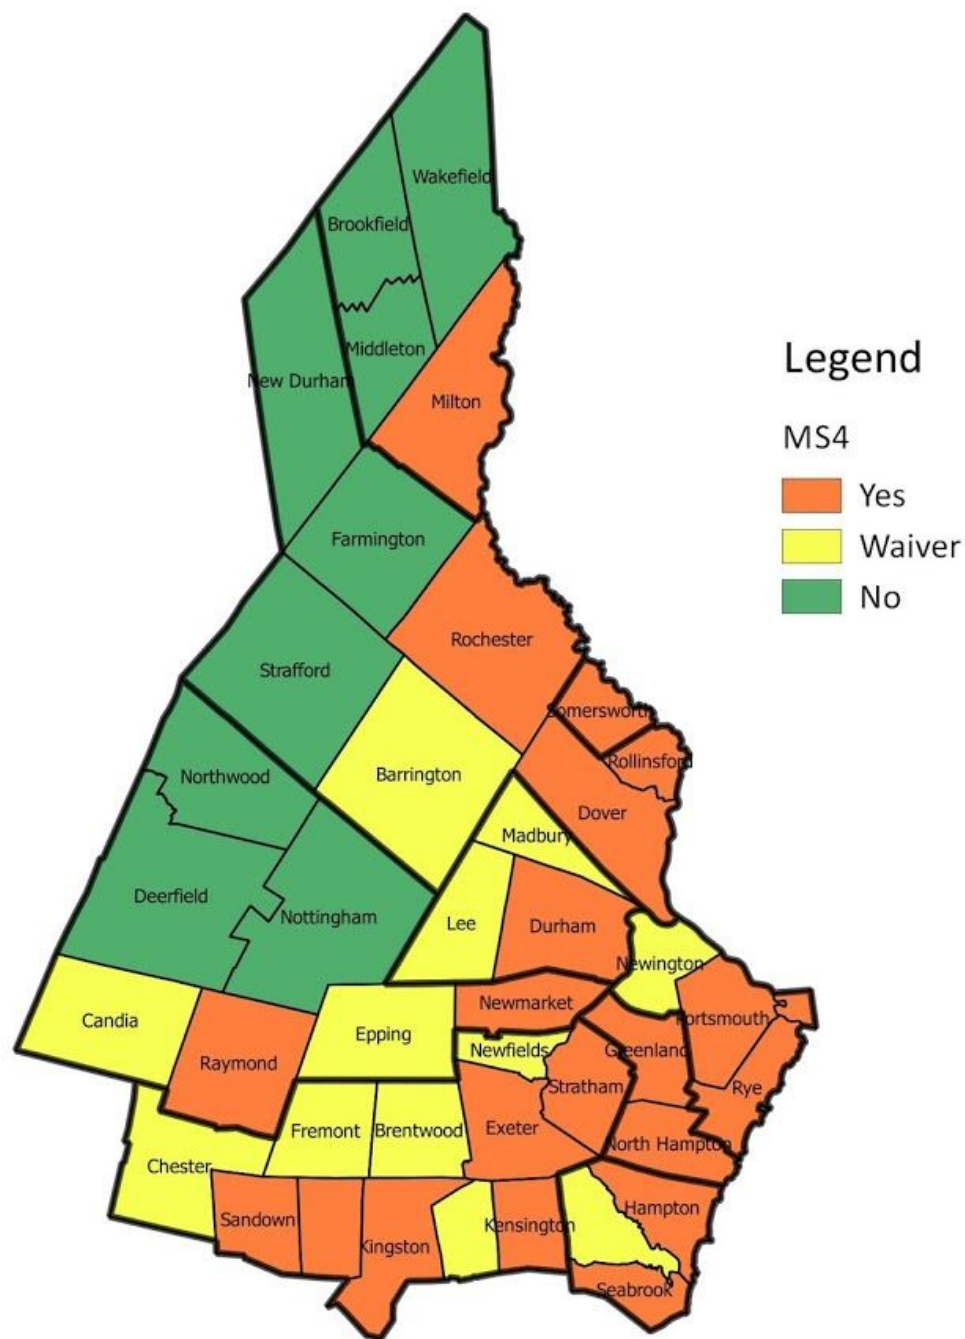 Wakefield
Brookfield
Middleton
New Durham
Milton
Farmington
Rochester
Strafford
Somersworth
Rollinsford
Northwood
Barrington
Dover
Madbury
Deerfield
Nottingham
Lee
Durham
Newington
Candia
Epping
Newmarket
Portsmouth
Raymond
Newfields
Greenland
Stratham
Rye
Fremont
Brentwood
Exeter
North Hampton
Chester
Sandown
Kingston
Kensington
Hampton
Seabrook
Legend
MS4
Yes
Waiver
No